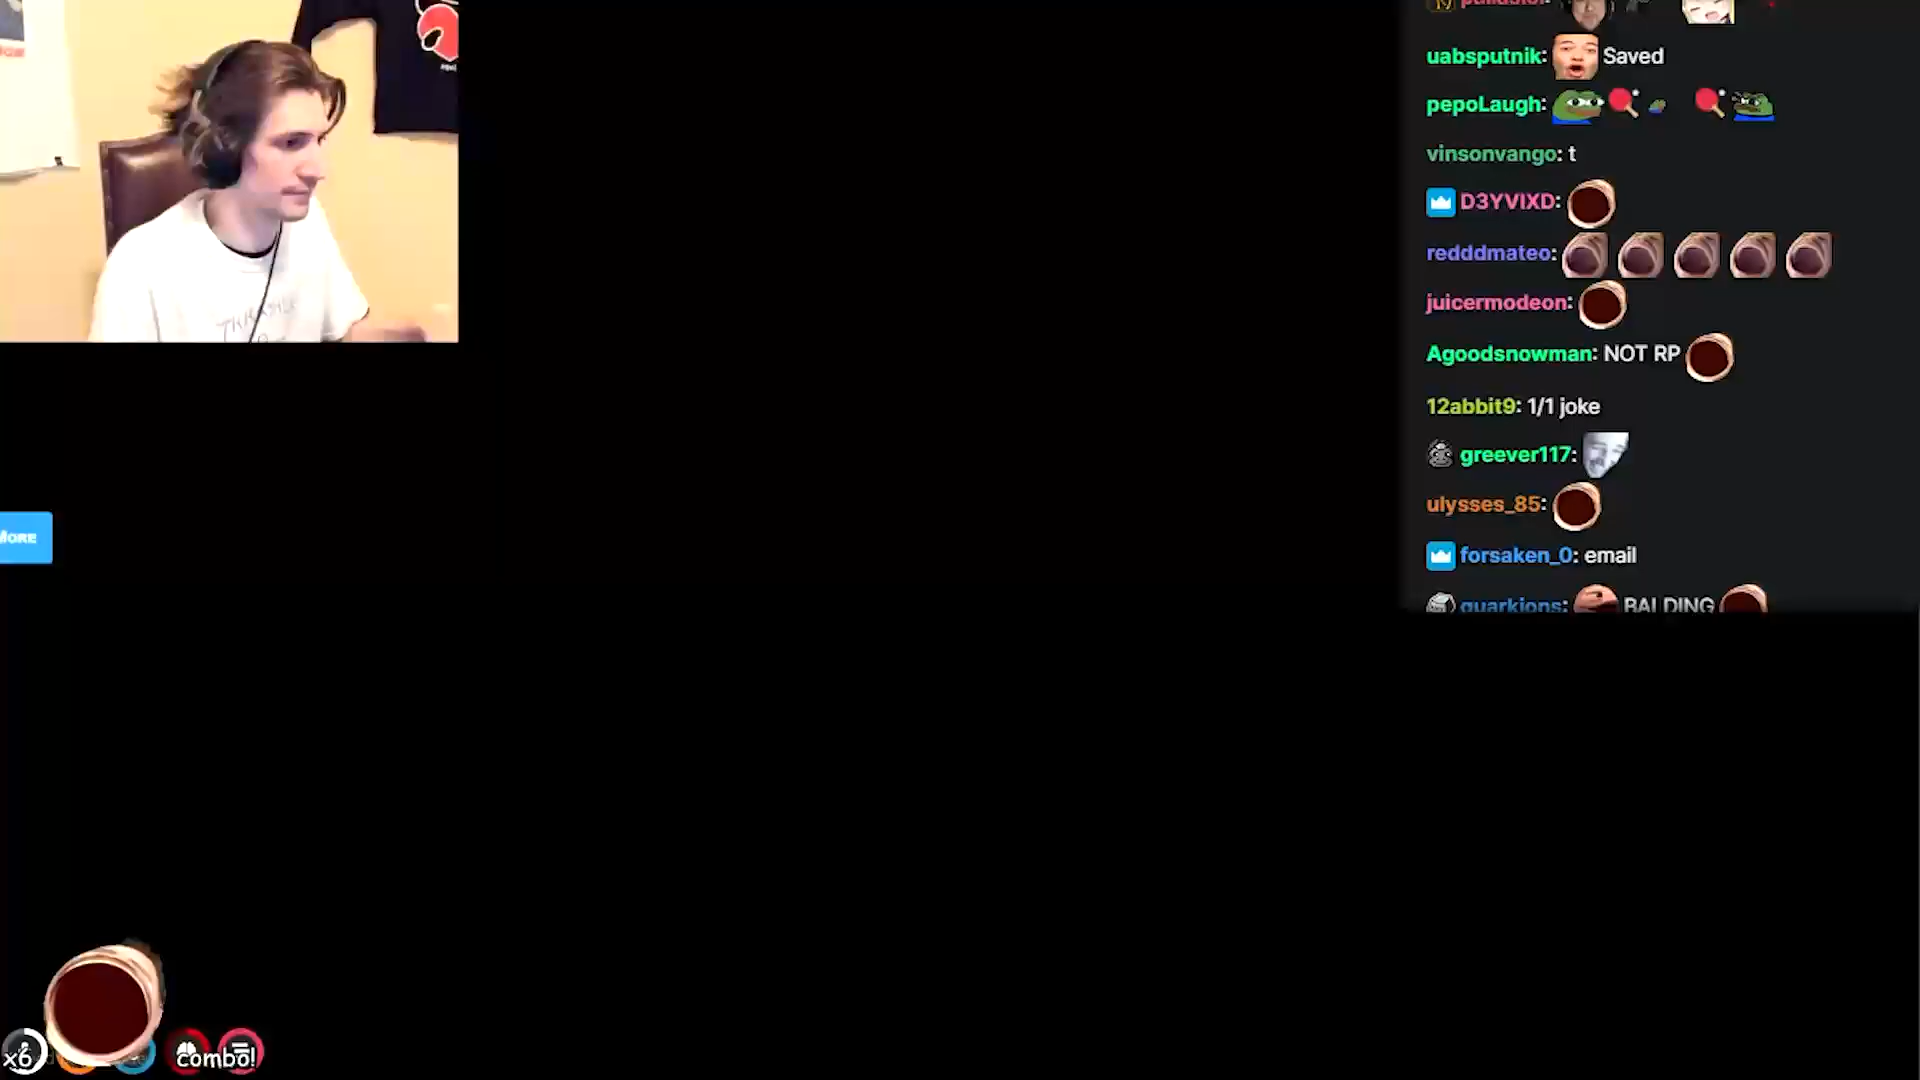 uabsputnik: Saved
pepoLaugh:
vinsonvango: t
D3YVIXD:
redddmateo:
juicermodeon:
Agoodsnowman: NOT RP
12abbit9: 1/1 joke
greever117:
ulysses_85:
forsaken_0: email
quarkions: BALDING
MORE
x6 combo!